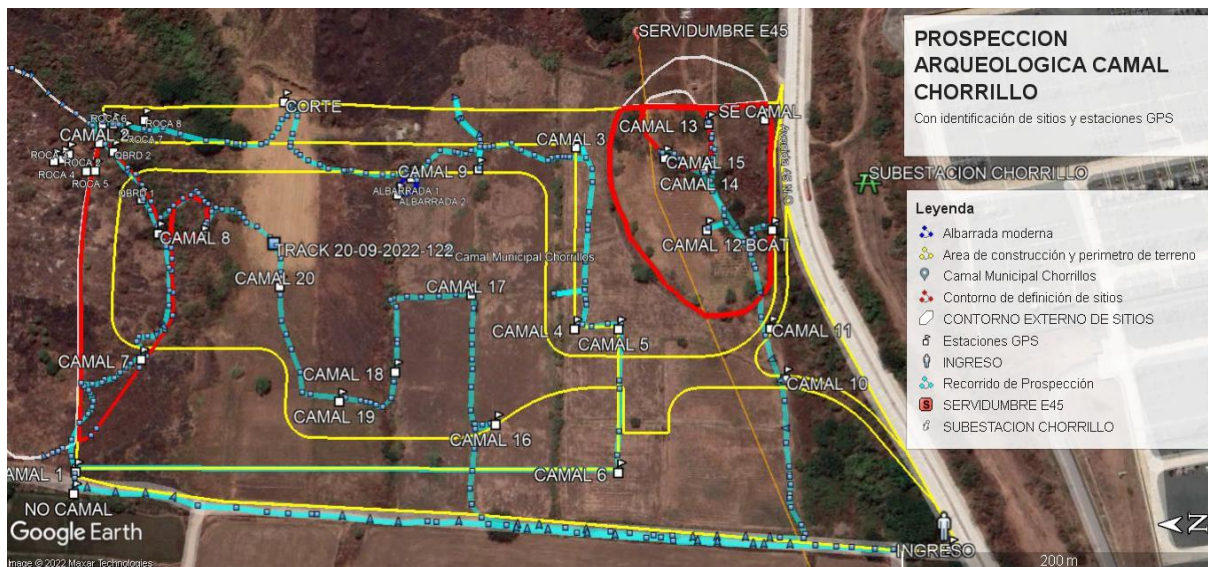 SERVIDUMBRE E45
PROSPECCION
ARQUEOLOGICA CAMAL
CHORRILLO
Con identificación de sitios y estaciones GPS
CORTE
SE CAMAL
ROCA 6
ROCA 8
CAMAL 2
ROCA 7
CAMAL 3
CAMAL 13
QBRD 2
ROCA 2
ROCA 4
ROCA 5
CAMAL 9
CAMAL 15
CAMAL 14
SUBESTACION CHORRILLO
QBRD 1
ALBARRADA 1
ALBARRADA 2
CAMAL 8
TRACK 20-09-2022-122
Camal Municipal Chorrillos
CAMAL 12
BCAT
CAMAL 20
CAMAL 17
CAMAL 4
CAMAL 5
CAMAL 11
CAMAL 7
CAMAL 18
CAMAL 10
CAMAL 19
CAMAL 16
CAMAL 6
CAMAL 1
NO CAMAL
INGRESO
Leyenda
Albarrada moderna
Area de construcción y perimetro de terreno
Camal Municipal Chorrillos
Contorno de definición de sitios
CONTORNO EXTERNO DE SITIOS
Estaciones GPS
INGRESO
Recorrido de Prospección
SERVIDUMBRE E45
SUBESTACION CHORRILLO
Google Earth
Image © 2022 Maxar Technologies
200 m
N